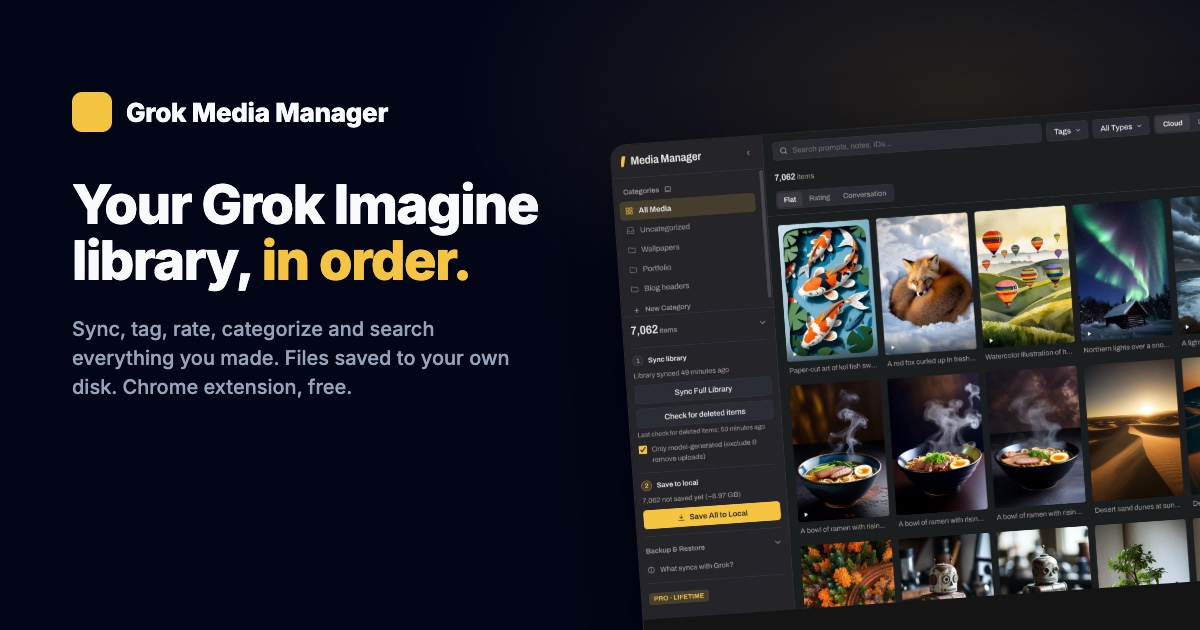 Grok Media Manager
Your Grok Imagine
library, in order.
Sync, tag, rate, categorize and search
everything you made. Files saved to your own
disk. Chrome extension, free.
Media Manager
Categories
All Media
Uncategorized
Wallpapers
Portfolio
Blog headers
+ New Category
7,062 items
1 Sync library
Library synced 49 minutes ago
Sync Full Library
Check for deleted items
Last check for deleted items: 50 minutes ago
Only model-generated (exclude &
remove uploads)
2 Save to local
7,062 not saved yet (~8.97 GB)
Save All to Local
Backup & Restore
What syncs with Grok?
PRO · LIFETIME
Search prompts, notes, IDs...
Tags
All Types
Cloud
7,062 items
Flat Rating Conversation
Paper-cut art of koi fish sw...
A red fox curled up in fresh...
Watercolor illustration of h...
Northern lights over a sno...
A bowl of ramen with risin...
A bowl of ramen with risin...
A bowl of ramen with risin...
Desert sand dunes at sun...